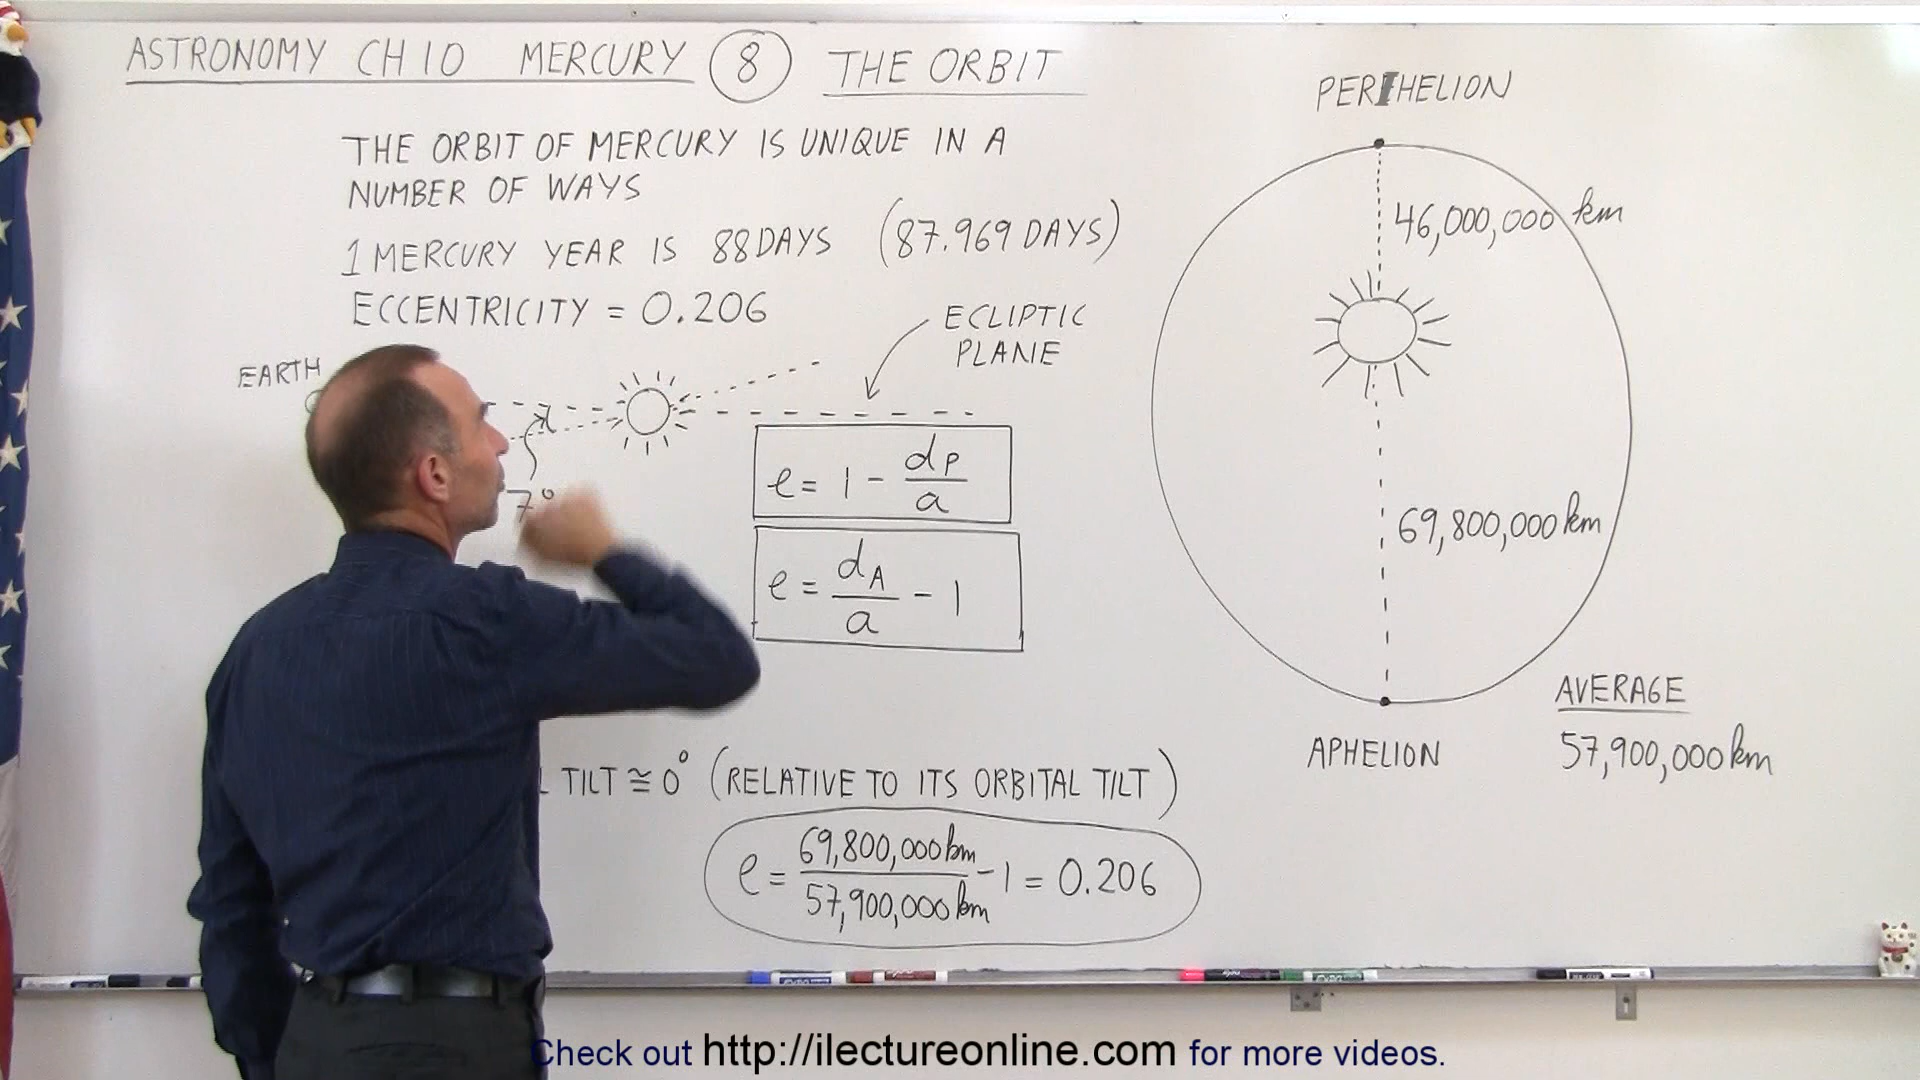 ASTRONOMY CH 10 MERCURY 8 THE ORBIT
THE ORBIT OF MERCURY IS UNIQUE IN A
NUMBER OF WAYS
1 MERCURY YEAR IS 88 DAYS (87.969 DAYS)
ECCENTRICITY = 0.206
EARTH
7°
ECLIPTIC
PLANE
e = 1 - dP/a
e = dA/a - 1
TILT ≅ 0° (RELATIVE TO ITS ORBITAL TILT)
e = 69,800,000 km / 57,900,000 km - 1 = 0.206
PERIHELION
46,000,000 km
69,800,000 km
APHELION
AVERAGE
57,900,000 km
Check out http://ilectureonline.com for more videos.